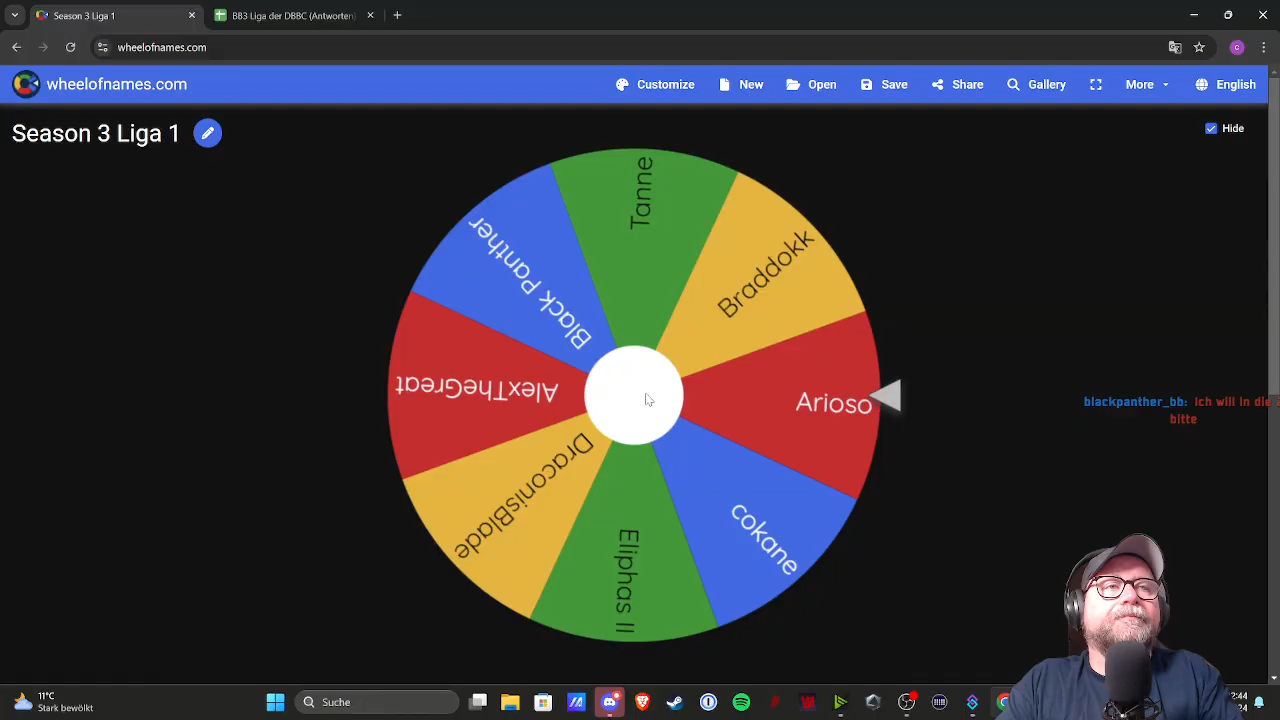 Season 3 Liga 1
BB3 Liga der DBBC (Antworten)
wheelofnames.com
wheelofnames.com
Customize
New
Open
Save
Share
Gallery
More
English
Season 3 Liga 1
Hide
Tanne
Braddokk
Arioso
cokane
Eliphas II
DraconisBlade
AlexTheGreat
Black Panther
blackpanther_bb: Ich will in die
bitte
11°C
Stark bewölkt
Suche